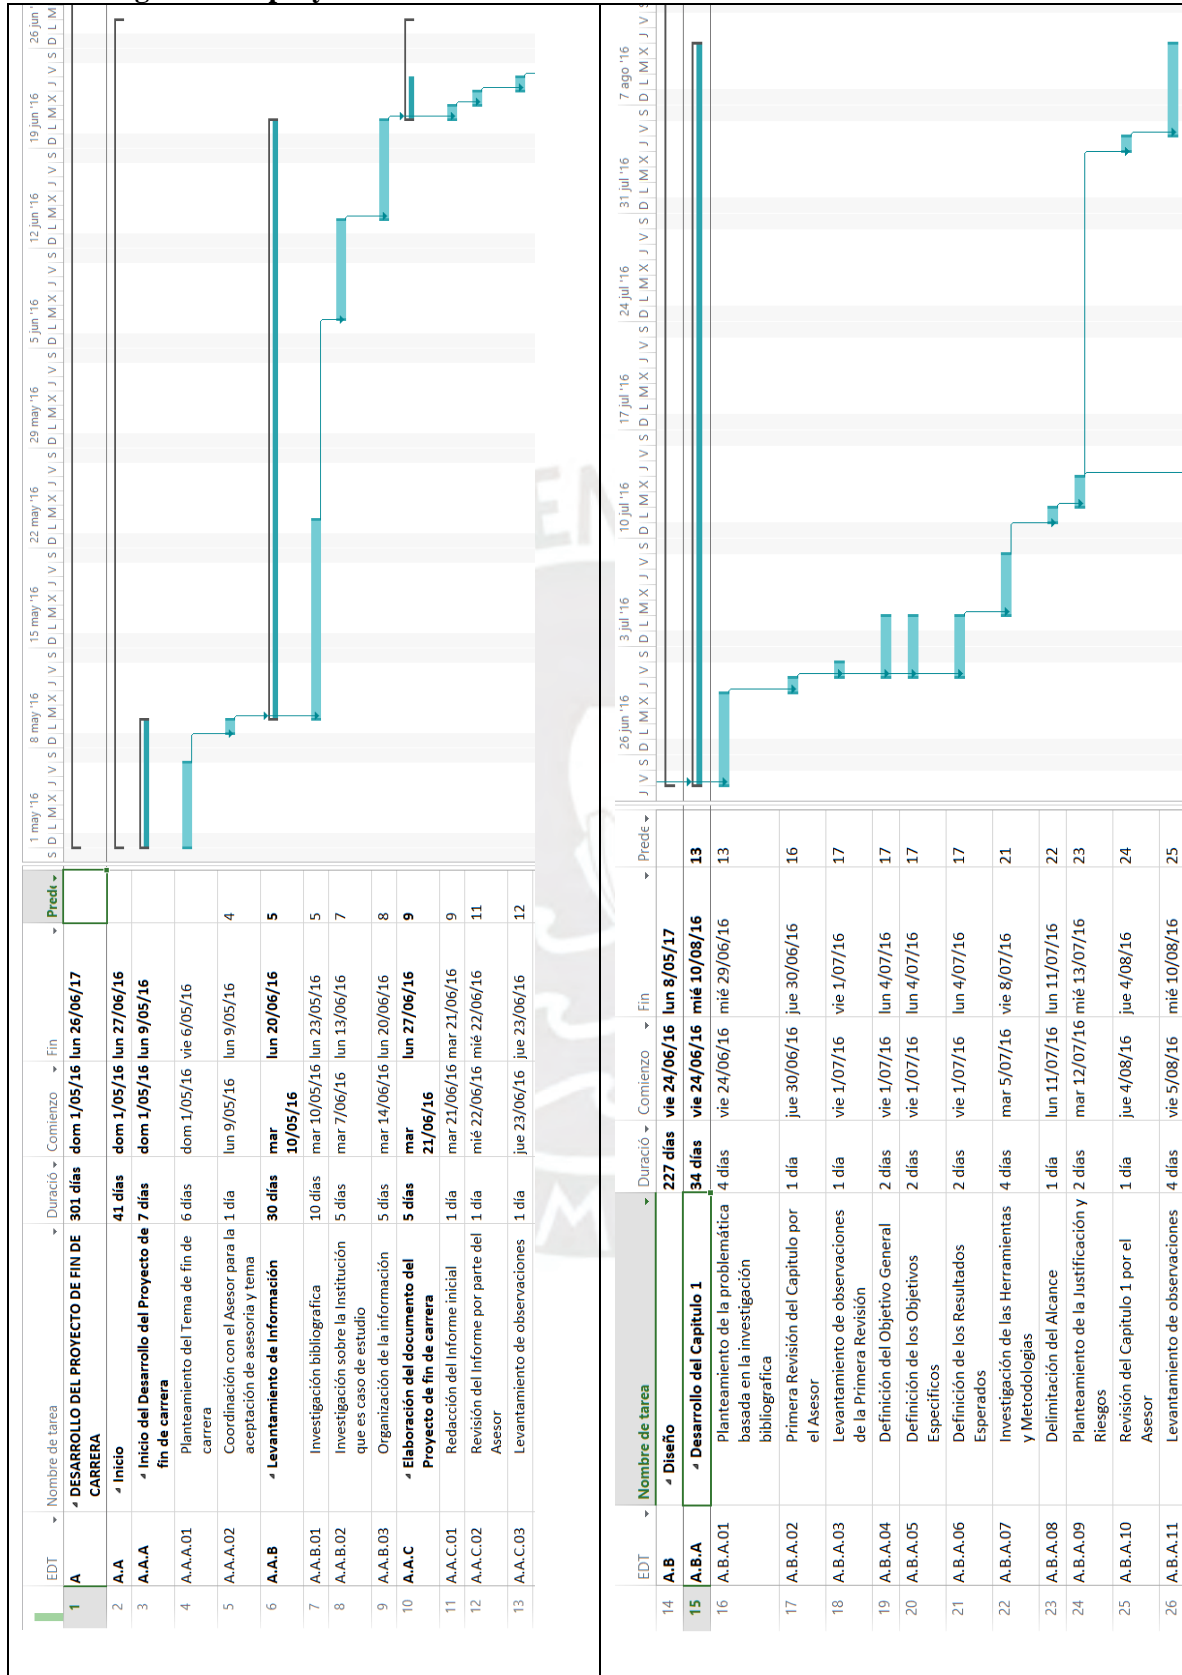 EDT Nombre de tarea Duració Comienzo Fin Prede
1 A DESARROLLO DEL PROYECTO DE FIN DE 301 días dom 1/05/16 lun 26/06/17
CARRERA
2 A.A Inicio 41 días dom 1/05/16 lun 27/06/16
3 A.A.A Inicio del Desarrollo del Proyecto de 7 días dom 1/05/16 lun 9/05/16
fin de carrera
4 A.A.A.01 Planteamiento del Tema de fin de 6 días dom 1/05/16 vie 6/05/16
carrera
5 A.A.A.02 Coordinación con el Asesor para la 1 día lun 9/05/16 lun 9/05/16 4
aceptación de asesoria y tema
6 A.A.B Levantamiento de Información 30 días mar lun 20/06/16 5
10/05/16
7 A.A.B.01 Investigación bibliografica 10 días mar 10/05/16 lun 23/05/16 5
8 A.A.B.02 Investigación sobre la Institución 5 días mar 7/06/16 lun 13/06/16 7
que es caso de estudio
9 A.A.B.03 Organización de la información 5 días mar 14/06/16 lun 20/06/16 8
10 A.A.C Elaboración del documento del 5 días mar lun 27/06/16 9
Proyecto de fin de carrera 21/06/16
11 A.A.C.01 Redacción del Informe inicial 1 día mar 21/06/16 mar 21/06/16 9
12 A.A.C.02 Revisión del Informe por parte del 1 día mié 22/06/16 mié 22/06/16 11
Asesor
13 A.A.C.03 Levantamiento de observaciones 1 día jue 23/06/16 jue 23/06/16 12
1 may '16 8 may '16 15 may '16 22 may '16 29 may '16 5 jun '16 12 jun '16 19 jun '16 26 jun '
S D L M X J V S D L M X J V S D L M X J V S D L M X J V S D L M X J V S D L M X J V S D L M X J V S D L M X J V S D L M
EDT Nombre de tarea Duració Comienzo Fin Prede
14 A.B Diseño 227 días vie 24/06/16 lun 8/05/17
15 A.B.A Desarrollo del Capitulo 1 34 días vie 24/06/16 mié 10/08/16 13
16 A.B.A.01 Planteamiento de la problemática 4 días vie 24/06/16 mié 29/06/16 13
basada en la investigación
bibliografica
17 A.B.A.02 Primera Revisión del Capitulo por 1 día jue 30/06/16 jue 30/06/16 16
el Asesor
18 A.B.A.03 Levantamiento de observaciones 1 día vie 1/07/16 vie 1/07/16 17
de la Primera Revisión
19 A.B.A.04 Definición del Objetivo General 2 días vie 1/07/16 lun 4/07/16 17
20 A.B.A.05 Definición de los Objetivos 2 días vie 1/07/16 lun 4/07/16 17
Específicos
21 A.B.A.06 Definición de los Resultados 2 días vie 1/07/16 lun 4/07/16 17
Esperados
22 A.B.A.07 Investigación de las Herramientas 4 días mar 5/07/16 vie 8/07/16 21
y Metodologias
23 A.B.A.08 Delimitación del Alcance 1 día lun 11/07/16 lun 11/07/16 22
24 A.B.A.09 Planteamiento de la Justificación y 2 días mar 12/07/16 mié 13/07/16 23
Riesgos
25 A.B.A.10 Revisión del Capitulo 1 por el 1 día jue 4/08/16 jue 4/08/16 24
Asesor
26 A.B.A.11 Levantamiento de observaciones 4 días vie 5/08/16 mié 10/08/16 25
26 jun '16 3 jul '16 10 jul '16 17 jul '16 24 jul '16 31 jul '16 7 ago '16
J V S D L M X J V S D L M X J V S D L M X J V S D L M X J V S D L M X J V S D L M X J V S D L M X J V S